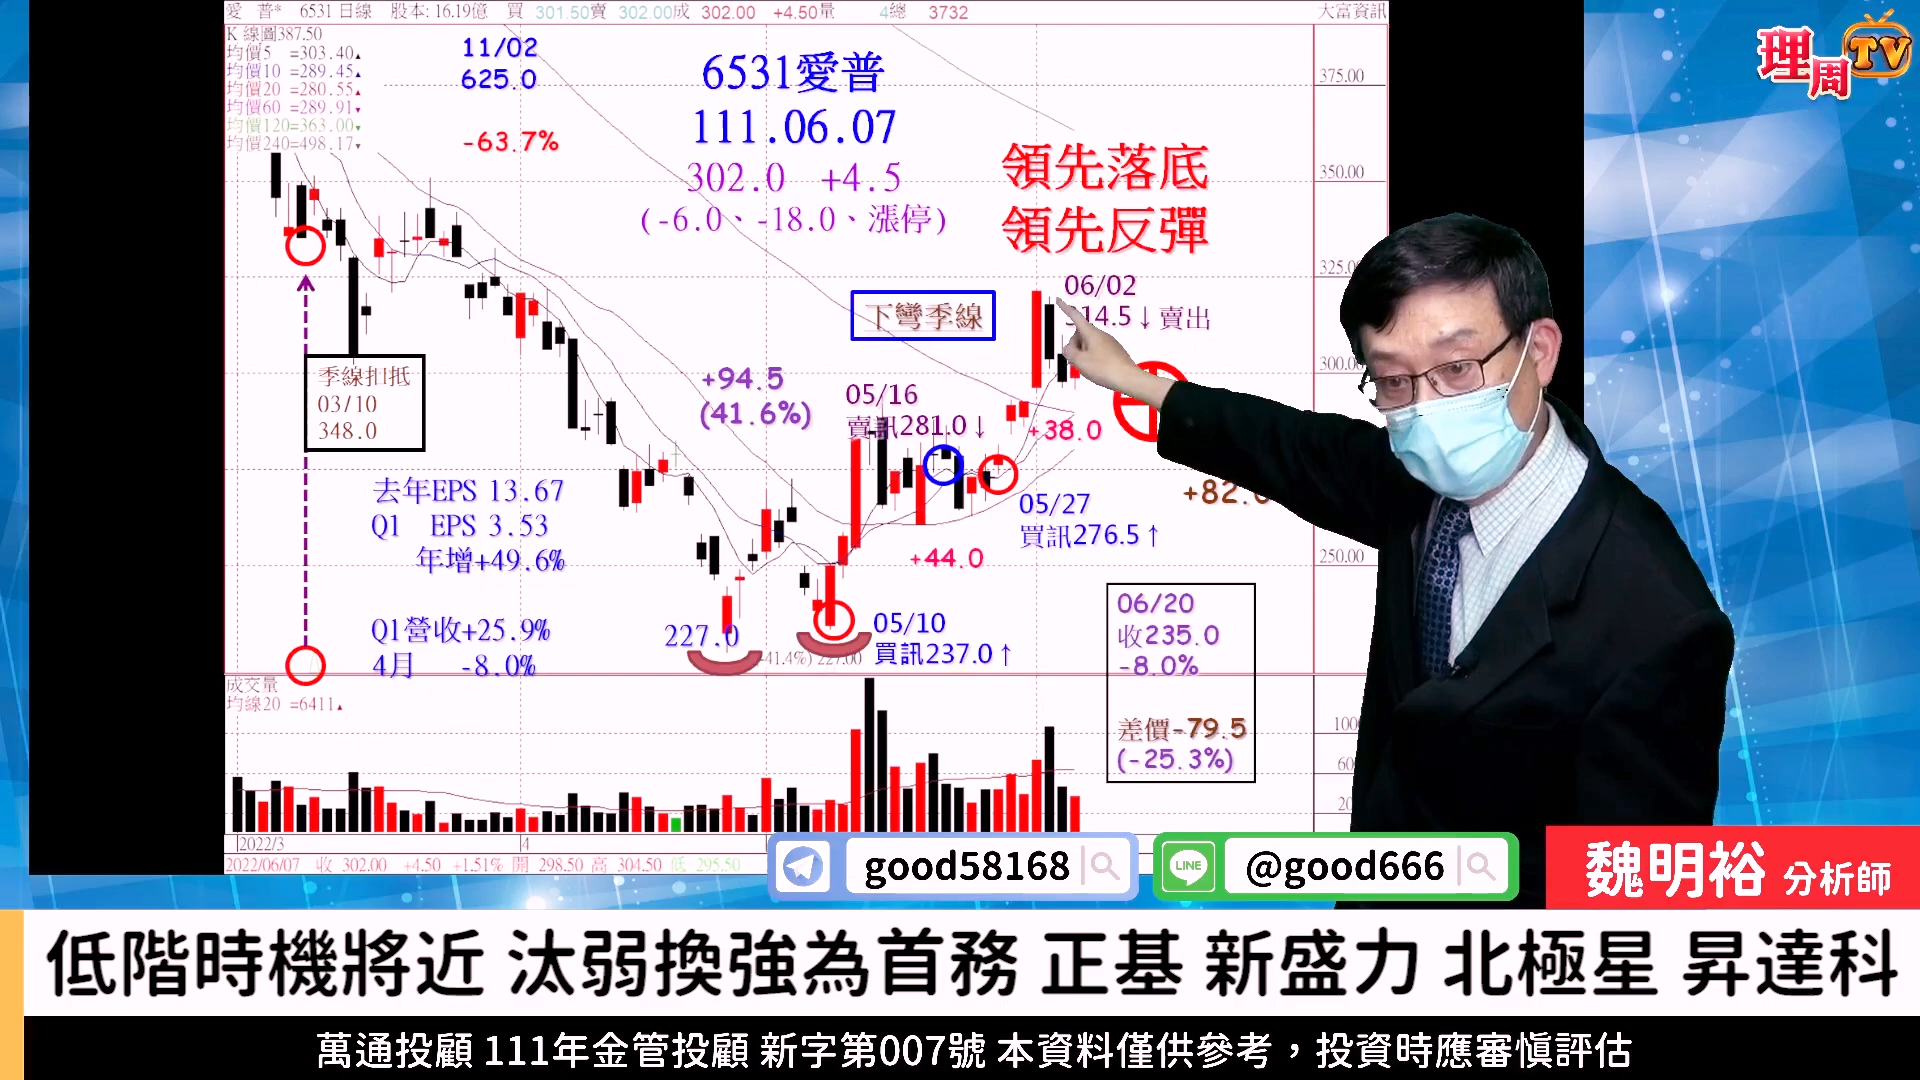 愛 普* 6531 日線 股本: 16.19億 買 301.50賣 302.00成 302.00 +4.50量 4總 3732 大富資訊
理周TV
K 線圖387.50
均價5 =303.40▲
均價10 =289.45▲
均價20 =280.55▲
均價60 =289.91▼
均價120=363.00▼
均價240=498.17▼
11/02
625.0
-63.7%
6531愛普
111.06.07
302.0 +4.5
(-6.0、-18.0、漲停)
領先落底
領先反彈
375.00
350.00
325.0
300.0
250.00
06/02
314.5↓賣出
下彎季線
季線扣抵
03/10
348.0
+94.5
(41.6%)
05/16
賣訊281.0↓
+38.0
+82.0
去年EPS 13.67
Q1 EPS 3.53
年增+49.6%
05/27
買訊276.5↑
+44.0
Q1營收+25.9%
4月 -8.0%
227.0
05/10
買訊237.0↑
-41.4%) 227.00
06/20
收235.0
-8.0%
差價-79.5
(-25.3%)
成交量
均線20 =6411▲
100
60
20
2022/3
4
2022/06/07 收 302.00 +4.50 +1.51% 開 298.50 高 304.50 低 295.50
good58168
LINE
@good666
魏明裕 分析師
低階時機將近 汰弱換強為首務 正基 新盛力 北極星 昇達科
萬通投顧 111年金管投顧 新字第007號 本資料僅供參考，投資時應審慎評估